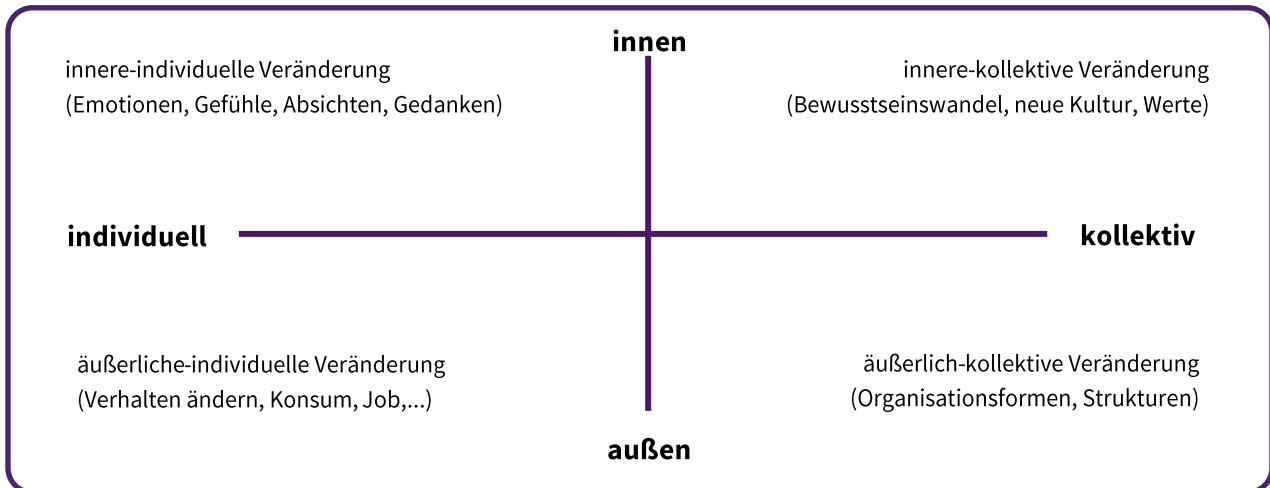 innen
innere-individuelle Veränderung
(Emotionen, Gefühle, Absichten, Gedanken)
innere-kollektive Veränderung
(Bewusstseinswandel, neue Kultur, Werte)
individuell
kollektiv
äußerliche-individuelle Veränderung
(Verhalten ändern, Konsum, Job,...)
äußerlich-kollektive Veränderung
(Organisationsformen, Strukturen)
außen